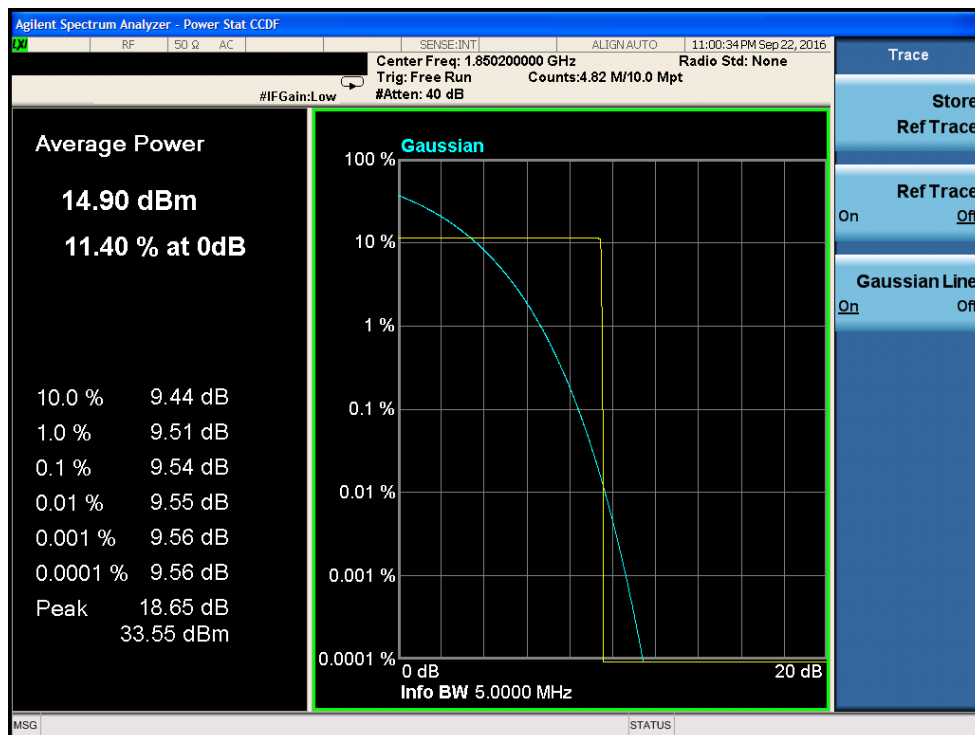 Agilent Spectrum Analyzer - Power Stat CCDF
LXI RF 50 Ω AC SENSE:INT ALIGN AUTO 11:00:34 PM Sep 22, 2016
Center Freq: 1.850200000 GHz Radio Std: None
Trig: Free Run Counts:4.82 M/10.0 Mpt
#IFGain:Low #Atten: 40 dB
Trace
Store
Ref Trace
Ref Trace
On Off
Gaussian Line
On Off
Average Power
14.90 dBm
11.40 % at 0dB
10.0 % 9.44 dB
1.0 % 9.51 dB
0.1 % 9.54 dB
0.01 % 9.55 dB
0.001 % 9.56 dB
0.0001 % 9.56 dB
Peak 18.65 dB
33.55 dBm
Gaussian
100 %
10 %
1 %
0.1 %
0.01 %
0.001 %
0.0001 %
0 dB 20 dB
Info BW 5.0000 MHz
MSG STATUS